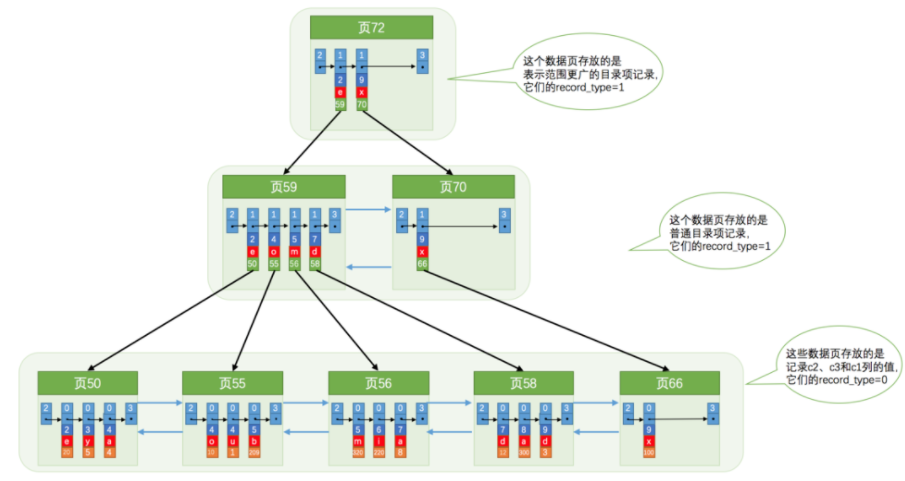 页72
2 1 1 3
2 9
e x
59 70
这个数据页存放的是
表示范围更广的目录项记录,
它们的record_type=1
页59 页70
2 1 1 1 1 3 2 1 3
2 4 5 7 9
e o m d x
50 55 56 58 66
这个数据页存放的是
普通目录项记录,
它们的record_type=1
这些数据页存放的是
记录c2、c3和c1列的值,
它们的record_type=0
页50 页55 页56 页58 页66
2 0 0 0 3 2 0 0 0 3 2 0 0 0 3 2 0 0 0 3 2 0 3
2 3 4 4 4 5 5 6 7 7 8 9 9
e y a o u b m i a d a d x
5 4 1 209 320 220 8 12 300 3 100